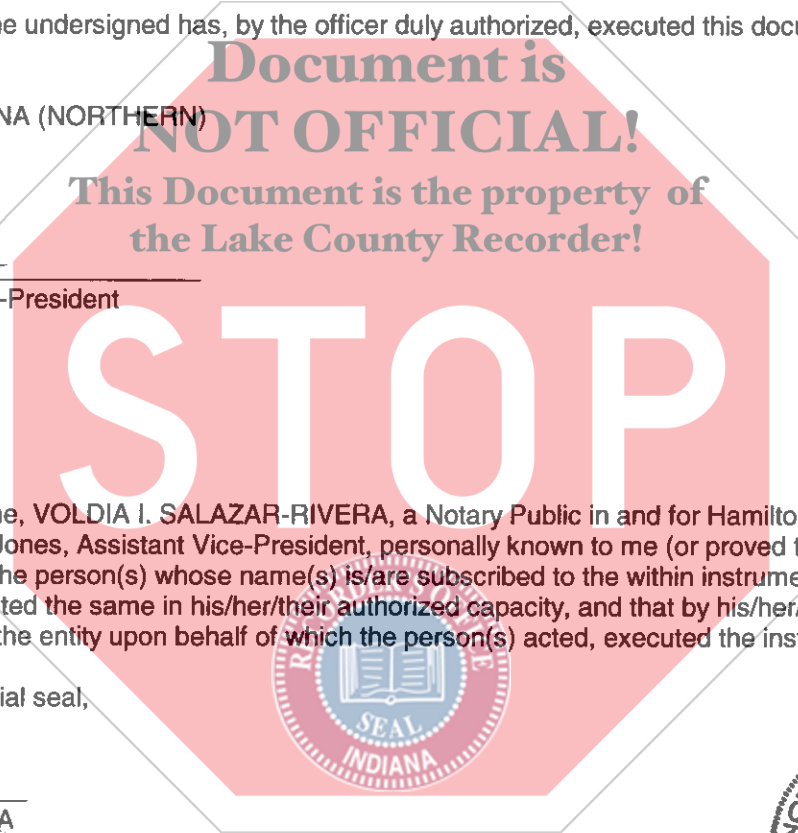 e undersigned has, by the officer duly authorized, executed this docu
Document is
NA (NORTHERN)
NOT OFFICIAL!
This Document is the property of
the Lake County Recorder!
-President
STOP
e, VOLDIA I. SALAZAR-RIVERA, a Notary Public in and for Hamilto
Jones, Assistant Vice-President, personally known to me (or proved t
he person(s) whose name(s) is/are subscribed to the within instrume
ted the same in his/her/their authorized capacity, and that by his/her/
the entity upon behalf of which the person(s) acted, executed the inst
RECORDER'S OFFICE
SEAL
INDIANA
ial seal,
A